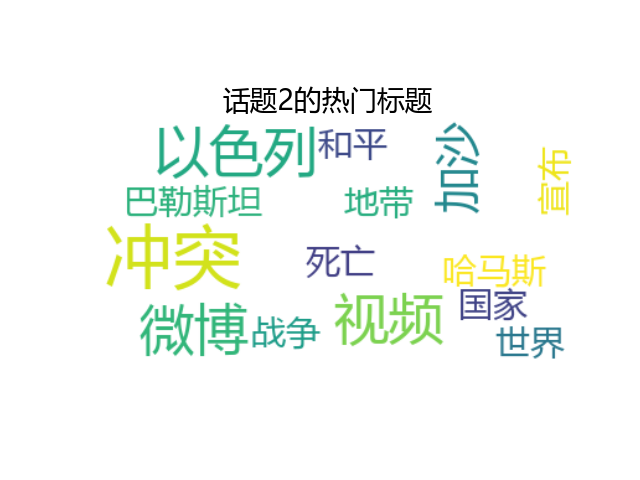 话题2的热门标题
以色列
和平
加沙
宣布
巴勒斯坦
地带
冲突
死亡
哈马斯
国家
微博
战争
视频
世界